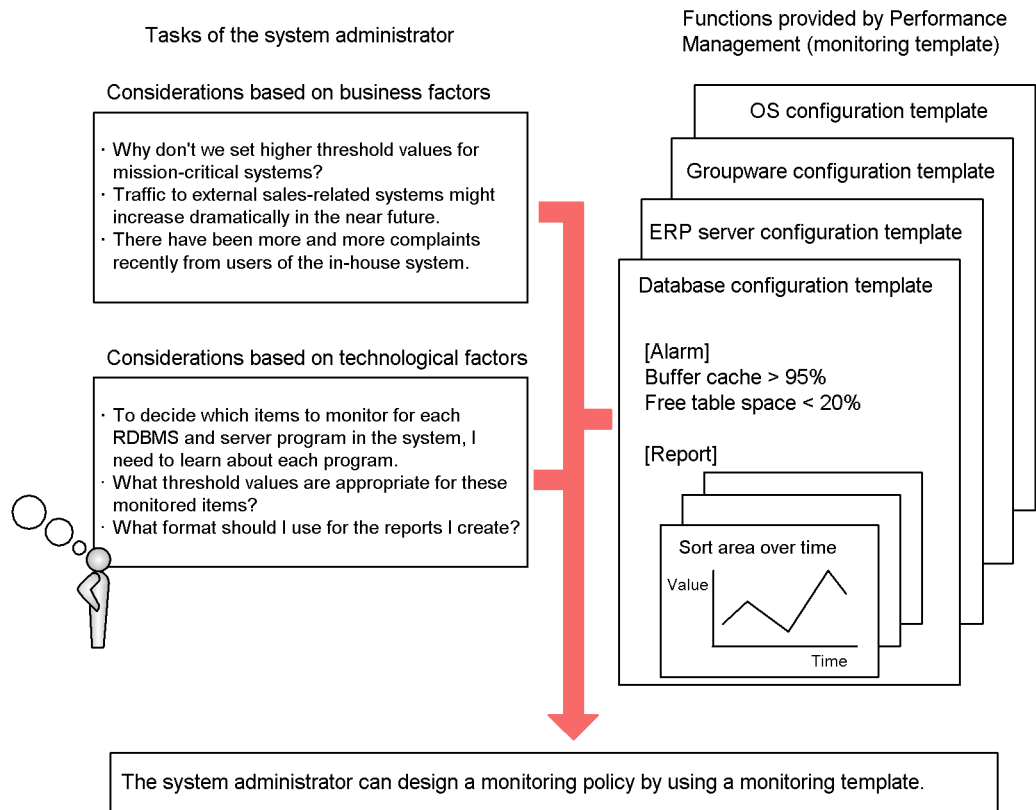 Tasks of the system administrator
Considerations based on business factors
· Why don't we set higher threshold values for
mission-critical systems?
· Traffic to external sales-related systems might
increase dramatically in the near future.
· There have been more and more complaints
recently from users of the in-house system.
Considerations based on technological factors
· To decide which items to monitor for each
RDBMS and server program in the system, I
need to learn about each program.
· What threshold values are appropriate for these
monitored items?
· What format should I use for the reports I create?
Functions provided by Performance
Management (monitoring template)
OS configuration template
Groupware configuration template
ERP server configuration template
Database configuration template
[Alarm]
Buffer cache > 95%
Free table space < 20%
[Report]
Sort area over time
Value
Time
The system administrator can design a monitoring policy by using a monitoring template.